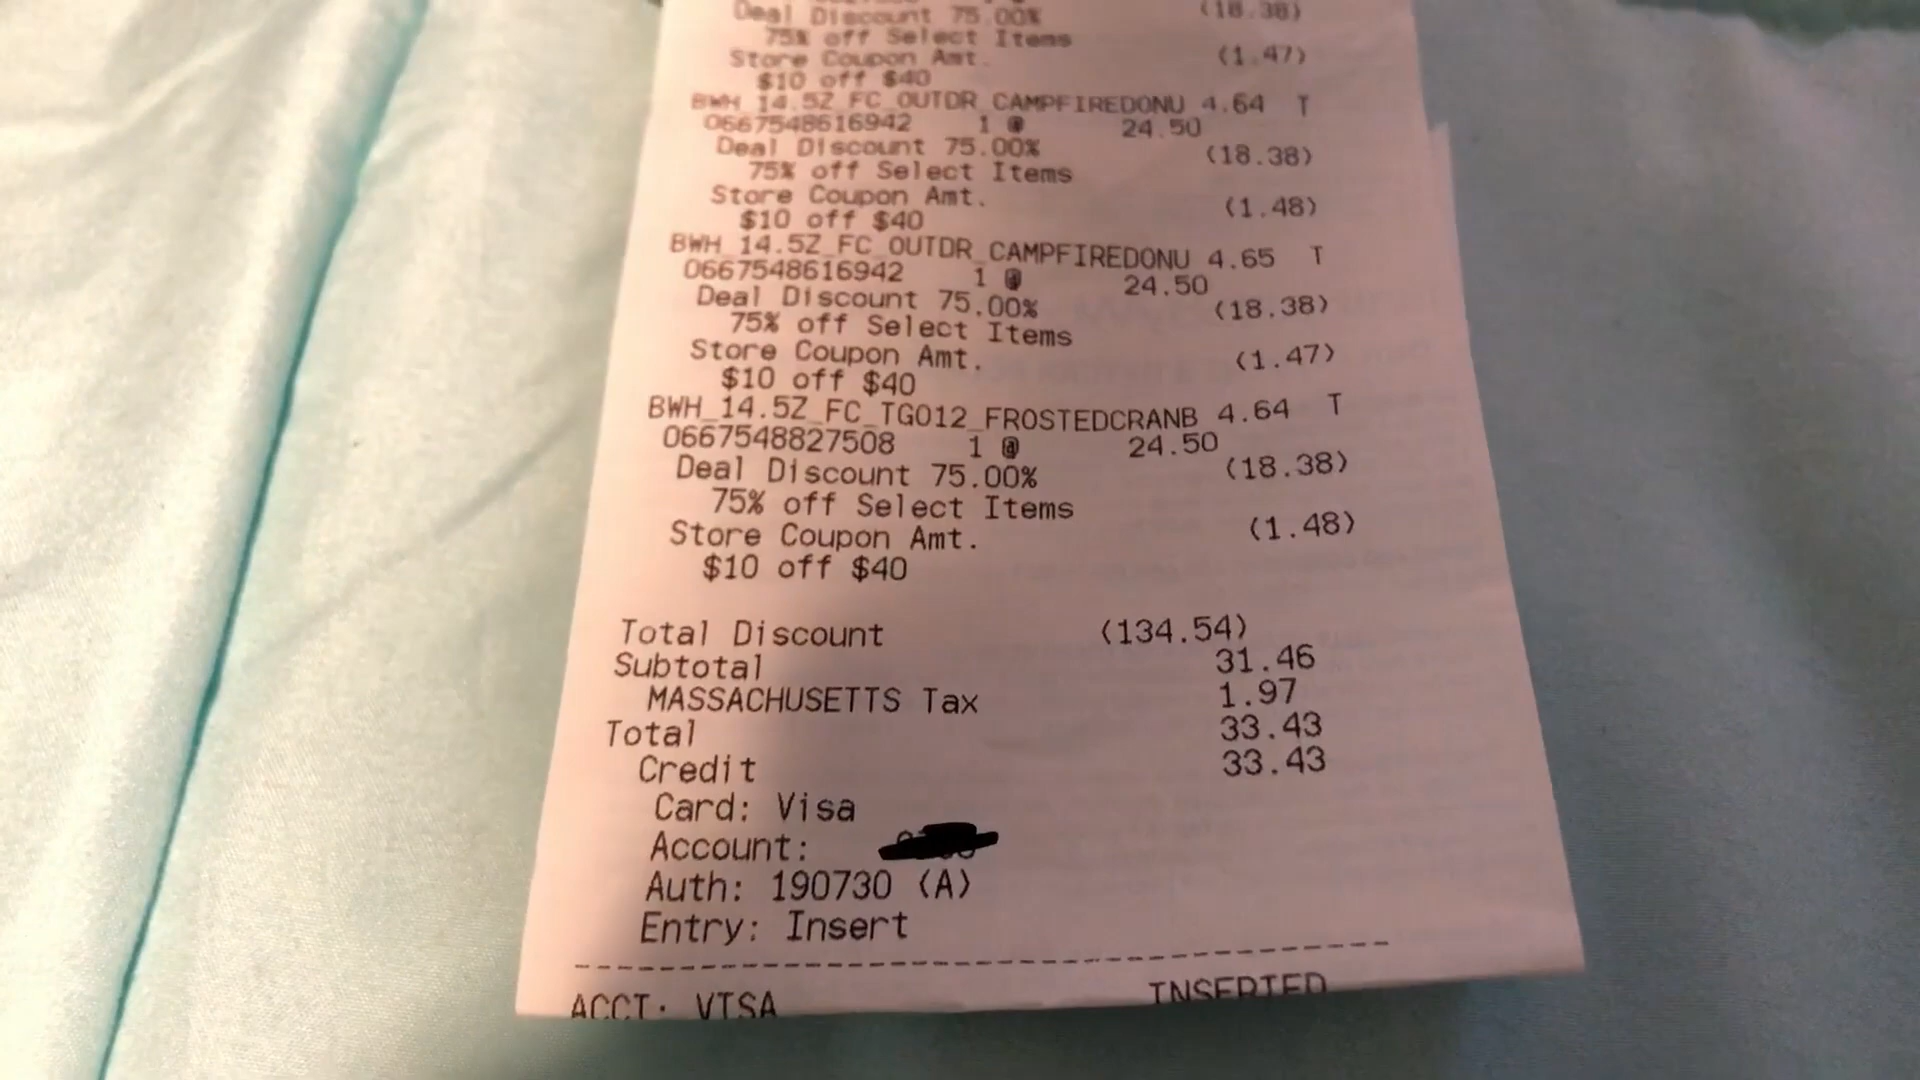 Deal Discount 75.00% (18.38)
75% off Select Items
Store Coupon Amt. (1.47)
$10 off $40
BWH_14.5Z_FC_OUTDR_CAMPFIREDONU 4.64 T
0667548616942 1 @ 24.50
Deal Discount 75.00% (18.38)
75% off Select Items
Store Coupon Amt. (1.48)
$10 off $40
BWH_14.5Z_FC_OUTDR_CAMPFIREDONU 4.65 T
0667548616942 1 @ 24.50
Deal Discount 75.00% (18.38)
75% off Select Items
Store Coupon Amt. (1.47)
$10 off $40
BWH_14.5Z_FC_TG012_FROSTEDCRANB 4.64 T
0667548827508 1 @ 24.50
Deal Discount 75.00% (18.38)
75% off Select Items
Store Coupon Amt. (1.48)
$10 off $40
Total Discount (134.54)
Subtotal 31.46
MASSACHUSETTS Tax 1.97
Total 33.43
Credit 33.43
Card: Visa
Account:
Auth: 190730 (A)
Entry: Insert
ACCT: VISA INSERTED